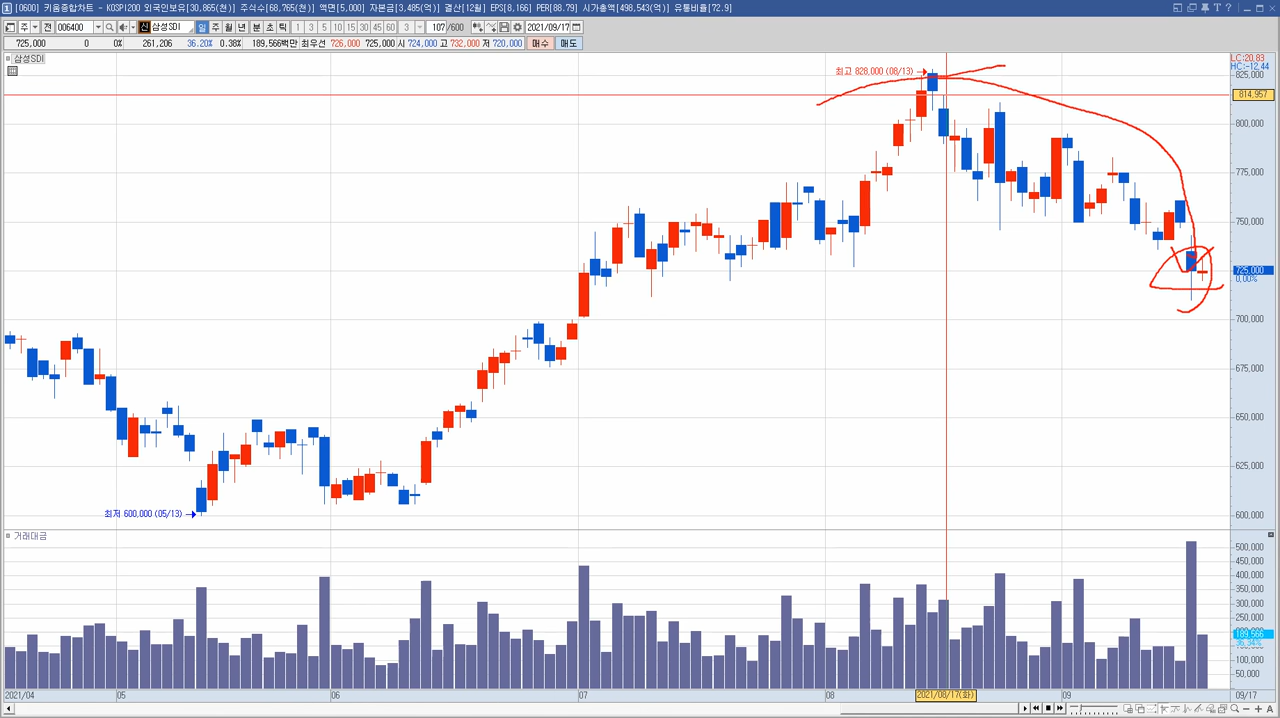 [0600] 키움종합차트 - KOSPI200 외국인보유[30,865(천)] 주식수[68,765(천)] 액면[5,000] 자본금[3,485(억)] 결산[12월] EPS[8,166] PER[88.79] 시가총액[498,543(억)] 유동비율[72.9]
주 전 006400 신 삼성SDI 일 주 월 년 분 초 틱 1 3 5 10 15 30 45 60 3 107 /600 2021/09/17
725,000 0 0% 261,206 36.20% 0.38% 189,566백만 최우선 726,000 725,000 시 724,000 고 732,000 저 720,000 매수 매도
삼성SDI
LC:20.83
HC:-12.44
최고 828,000 (08/13)
825,000
814,957
800,000
775,000
750,000
725,000
0.00%
700,000
675,000
650,000
625,000
최저 600,000 (05/13)
600,000
거래대금
500,000
450,000
400,000
350,000
300,000
250,000
189,566
36.34%
100,000
50,000
2021/04 05 06 07 08 2021/08/17(화) 09 09/17